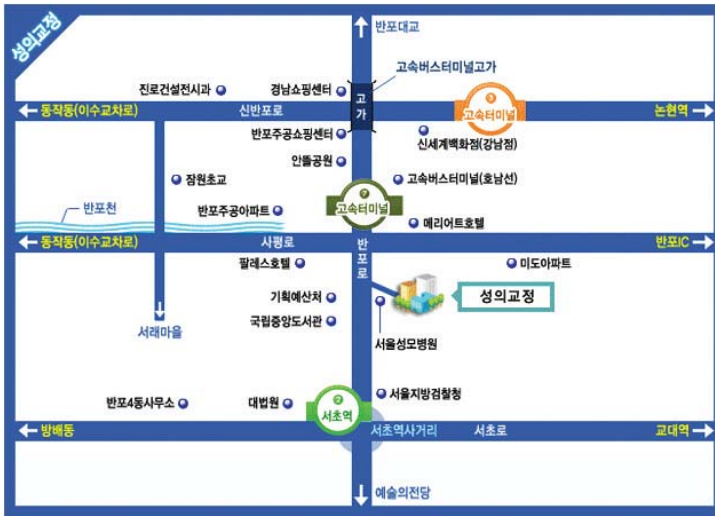 성의교정
반포대교
고속버스터미널고가
진로건설전시과
경남쇼핑센터
고가
3
고속터미널
동작동(이수교차로)
신반포로
논현역
반포주공쇼핑센터
신세계백화점(강남점)
안뜰공원
잠원초교
고속버스터미널(호남선)
7
고속터미널
반포천
반포주공아파트
메리어트호텔
동작동(이수교차로)
사평로
반포로
반포IC
팔레스호텔
미도아파트
기획예산처
성의교정
국립중앙도서관
서래마을
서울성모병원
반포4동사무소
대법원
2
서초역
서울지방검찰청
방배동
서초역사거리
서초로
교대역
예술의전당